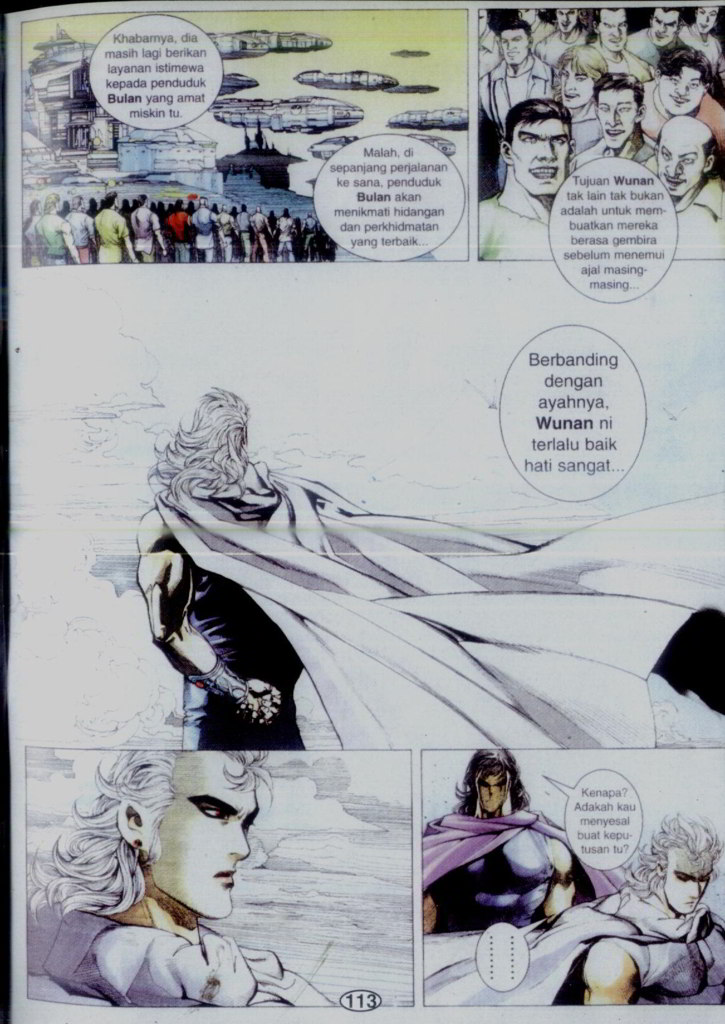 Khabarnya, dia
masih lagi berikan
layanan istimewa
kepada penduduk
Bulan yang amat
miskin tu.
Malah, di
sepanjang perjalanan
ke sana, penduduk
Bulan akan
menikmati hidangan
dan perkhidmatan
yang terbaik...
Tujuan Wunan
tak lain tak bukan
adalah untuk mem-
buatkan mereka
berasa gembira
sebelum menemui
ajal masing-
masing...
Berbanding
dengan
ayahnya,
Wunan ni
terlalu baik
hati sangat...
Kenapa?
Adakah kau
menyesal
buat kepu-
tusan tu?
113